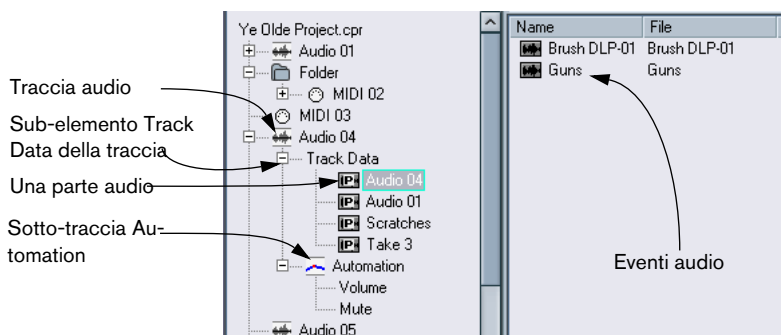 Traccia audio
Sub-elemento Track
Data della traccia
Una parte audio
Sotto-traccia Au-
tomation
Ye Olde Project.cpr
Audio 01
Folder
MIDI 02
MIDI 03
Audio 04
Track Data
Audio 04
Audio 01
Scratches
Take 3
Automation
Volume
Mute
Audio 05
Name File
Brush DLP-01 Brush DLP-01
Guns Guns
Eventi audio